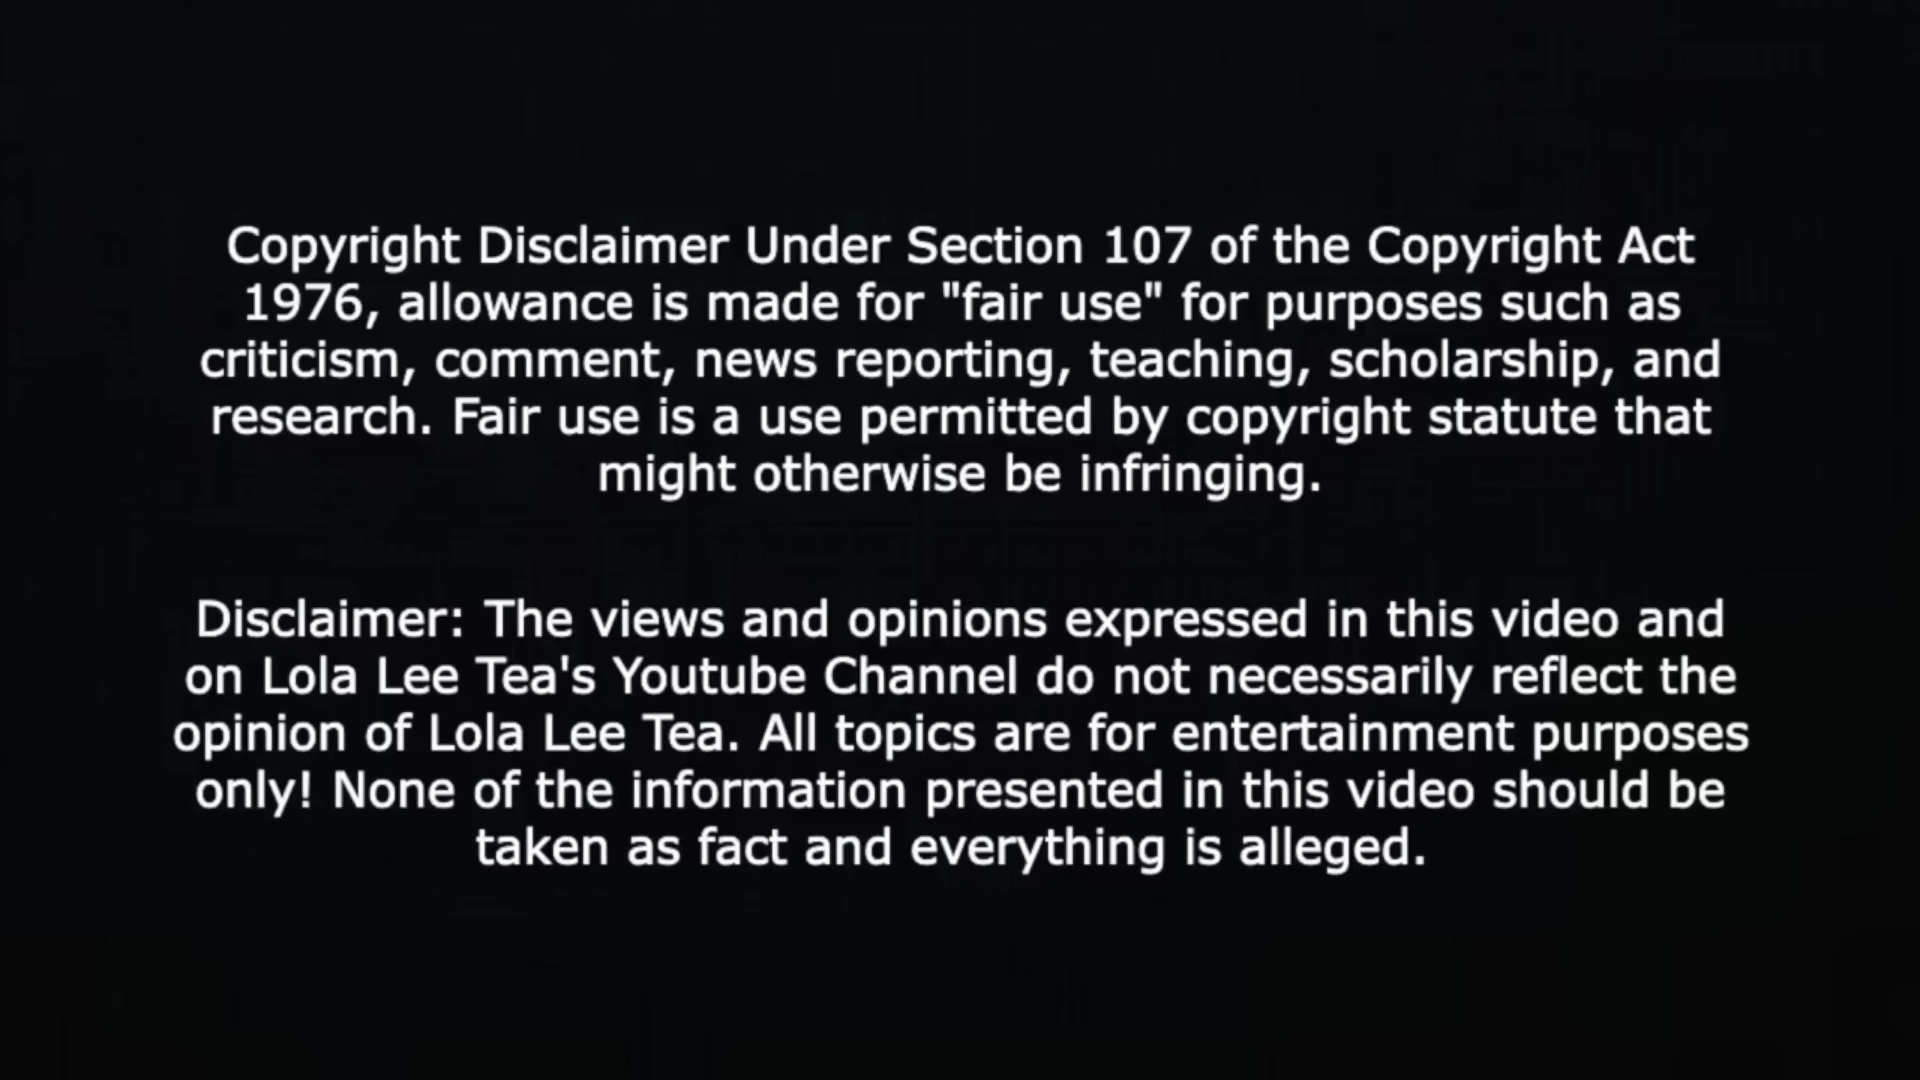 Copyright Disclaimer Under Section 107 of the Copyright Act
1976, allowance is made for "fair use" for purposes such as
criticism, comment, news reporting, teaching, scholarship, and
research. Fair use is a use permitted by copyright statute that
might otherwise be infringing.
Disclaimer: The views and opinions expressed in this video and
on Lola Lee Tea's Youtube Channel do not necessarily reflect the
opinion of Lola Lee Tea. All topics are for entertainment purposes
only! None of the information presented in this video should be
taken as fact and everything is alleged.